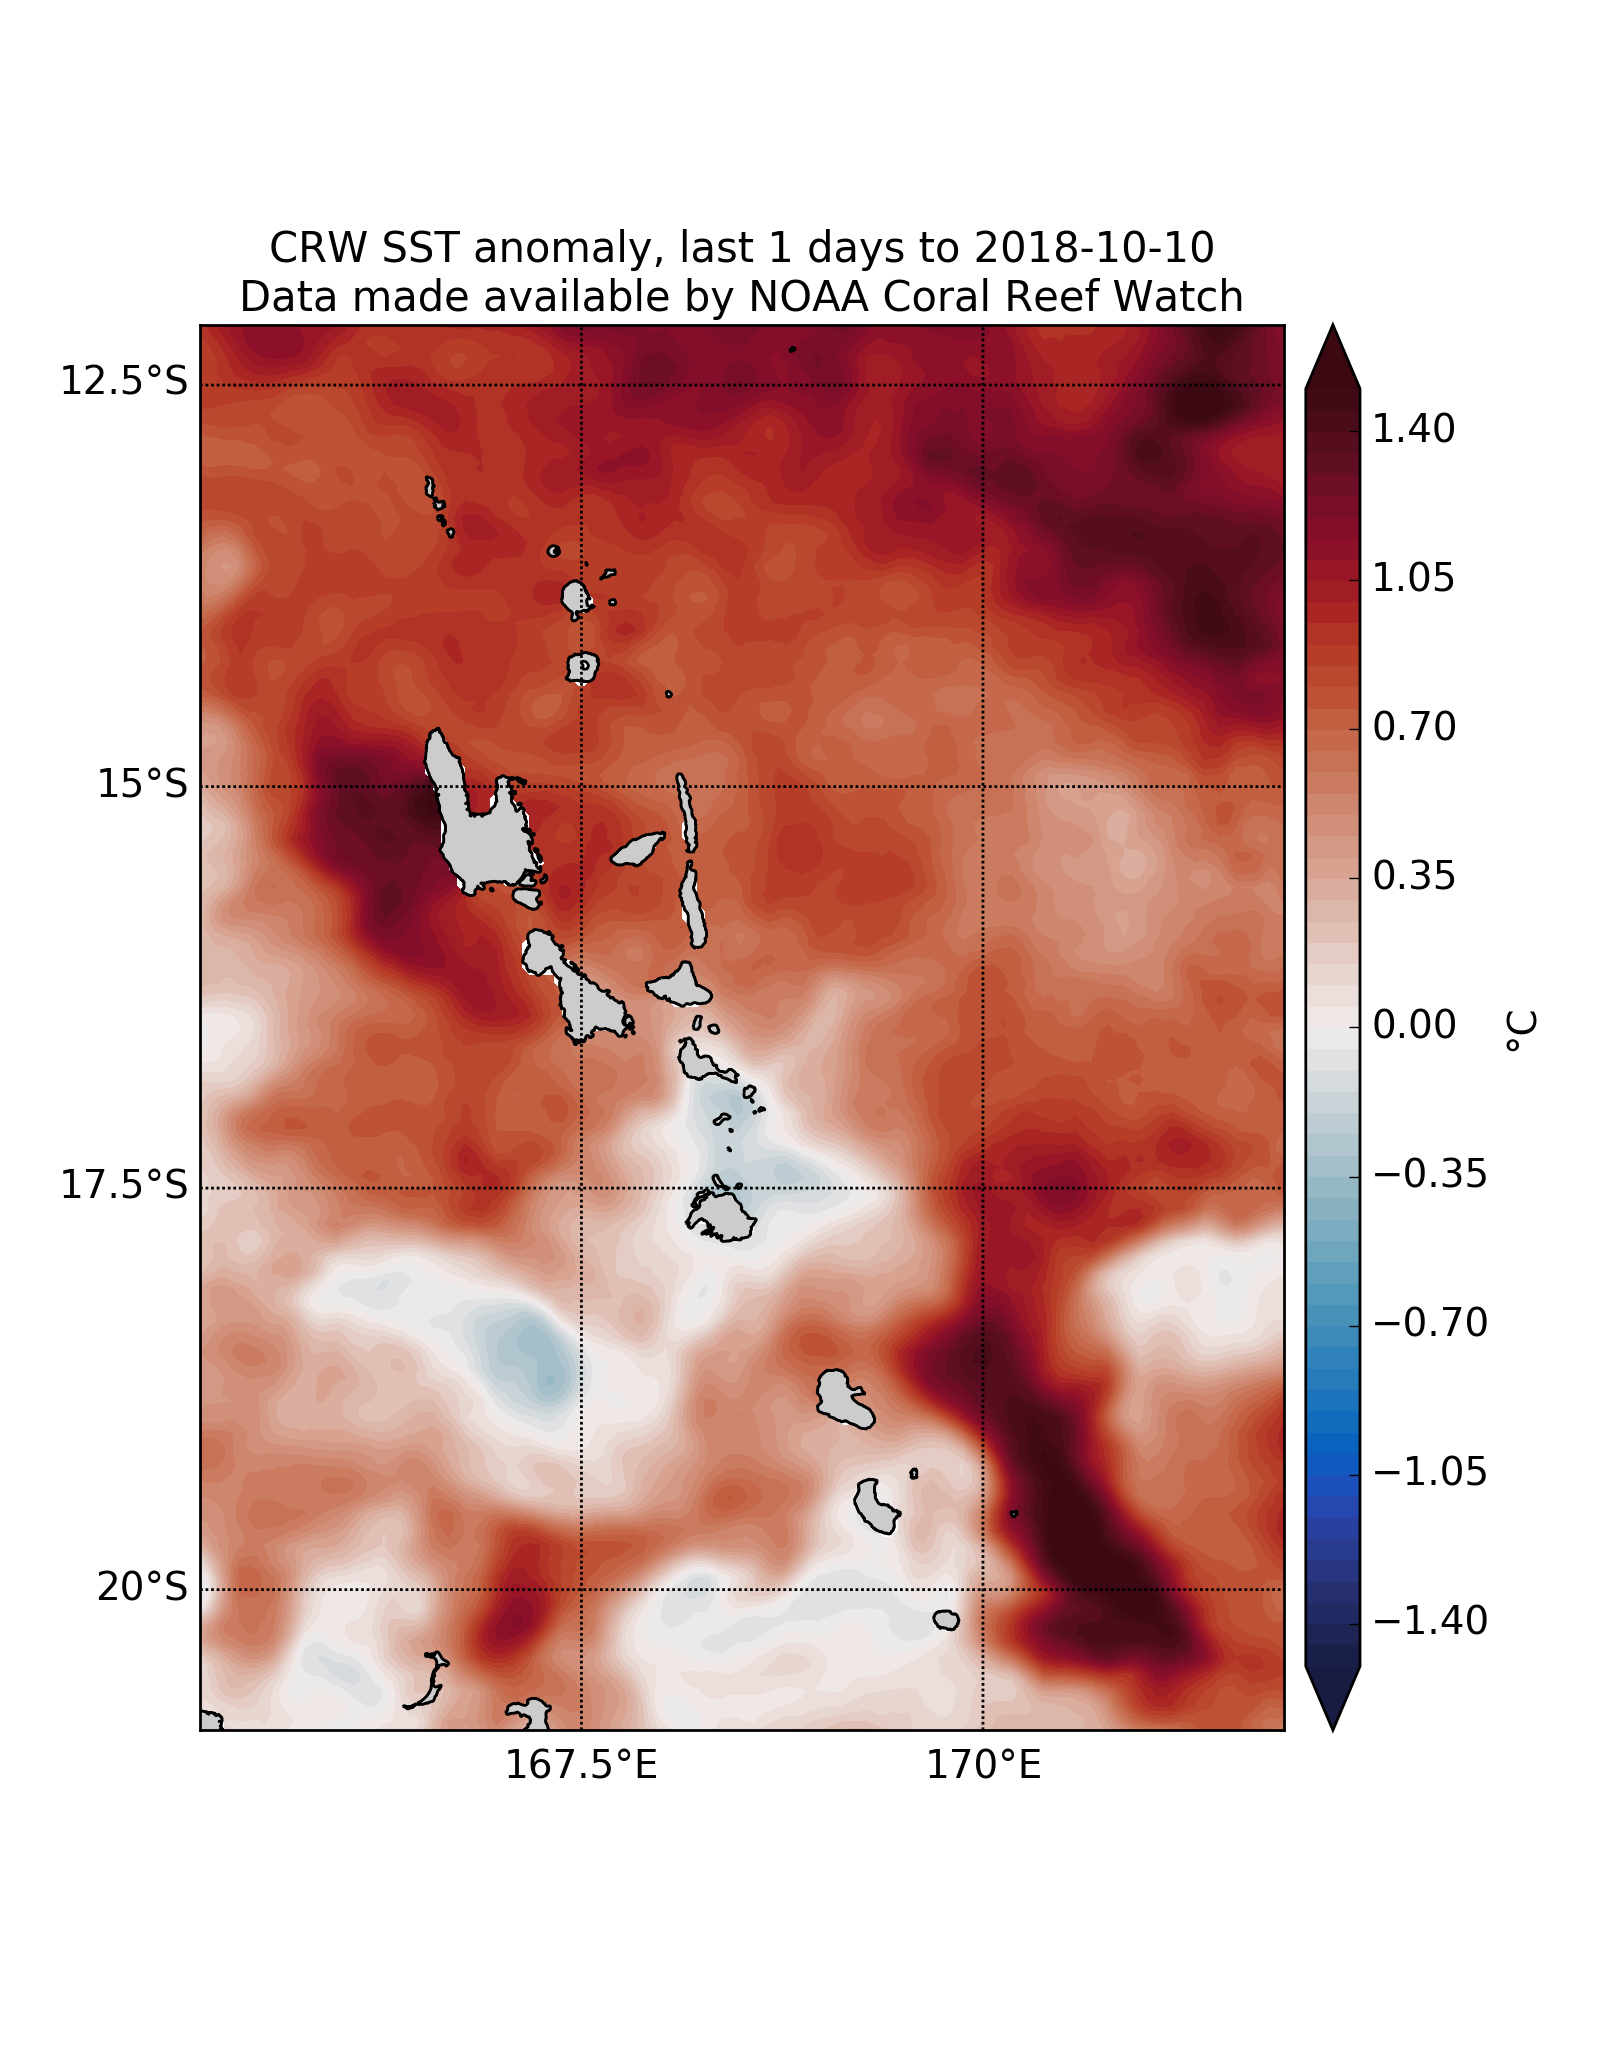 CRW SST anomaly, last 1 days to 2018-10-10
Data made available by NOAA Coral Reef Watch
12.5°S
15°S
17.5°S
20°S
167.5°E
170°E
1.40
1.05
0.70
0.35
0.00
−0.35
−0.70
−1.05
−1.40
°C